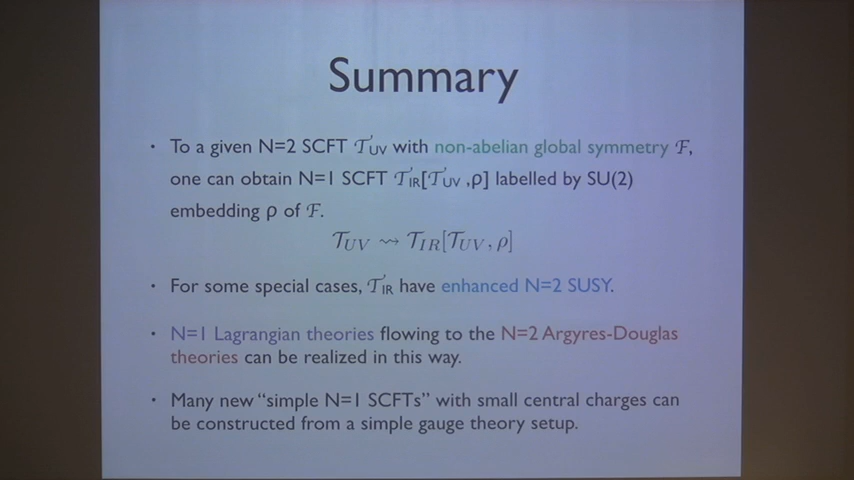 Summary
• To a given N=2 SCFT 𝒯UV with non-abelian global symmetry ℱ,
one can obtain N=1 SCFT 𝒯IR[𝒯UV ,ρ] labelled by SU(2)
embedding ρ of ℱ.
𝒯UV ⇝ 𝒯IR[𝒯UV, ρ]
• For some special cases, 𝒯IR have enhanced N=2 SUSY.
• N=1 Lagrangian theories flowing to the N=2 Argyres-Douglas
theories can be realized in this way.
• Many new “simple N=1 SCFTs” with small central charges can
be constructed from a simple gauge theory setup.